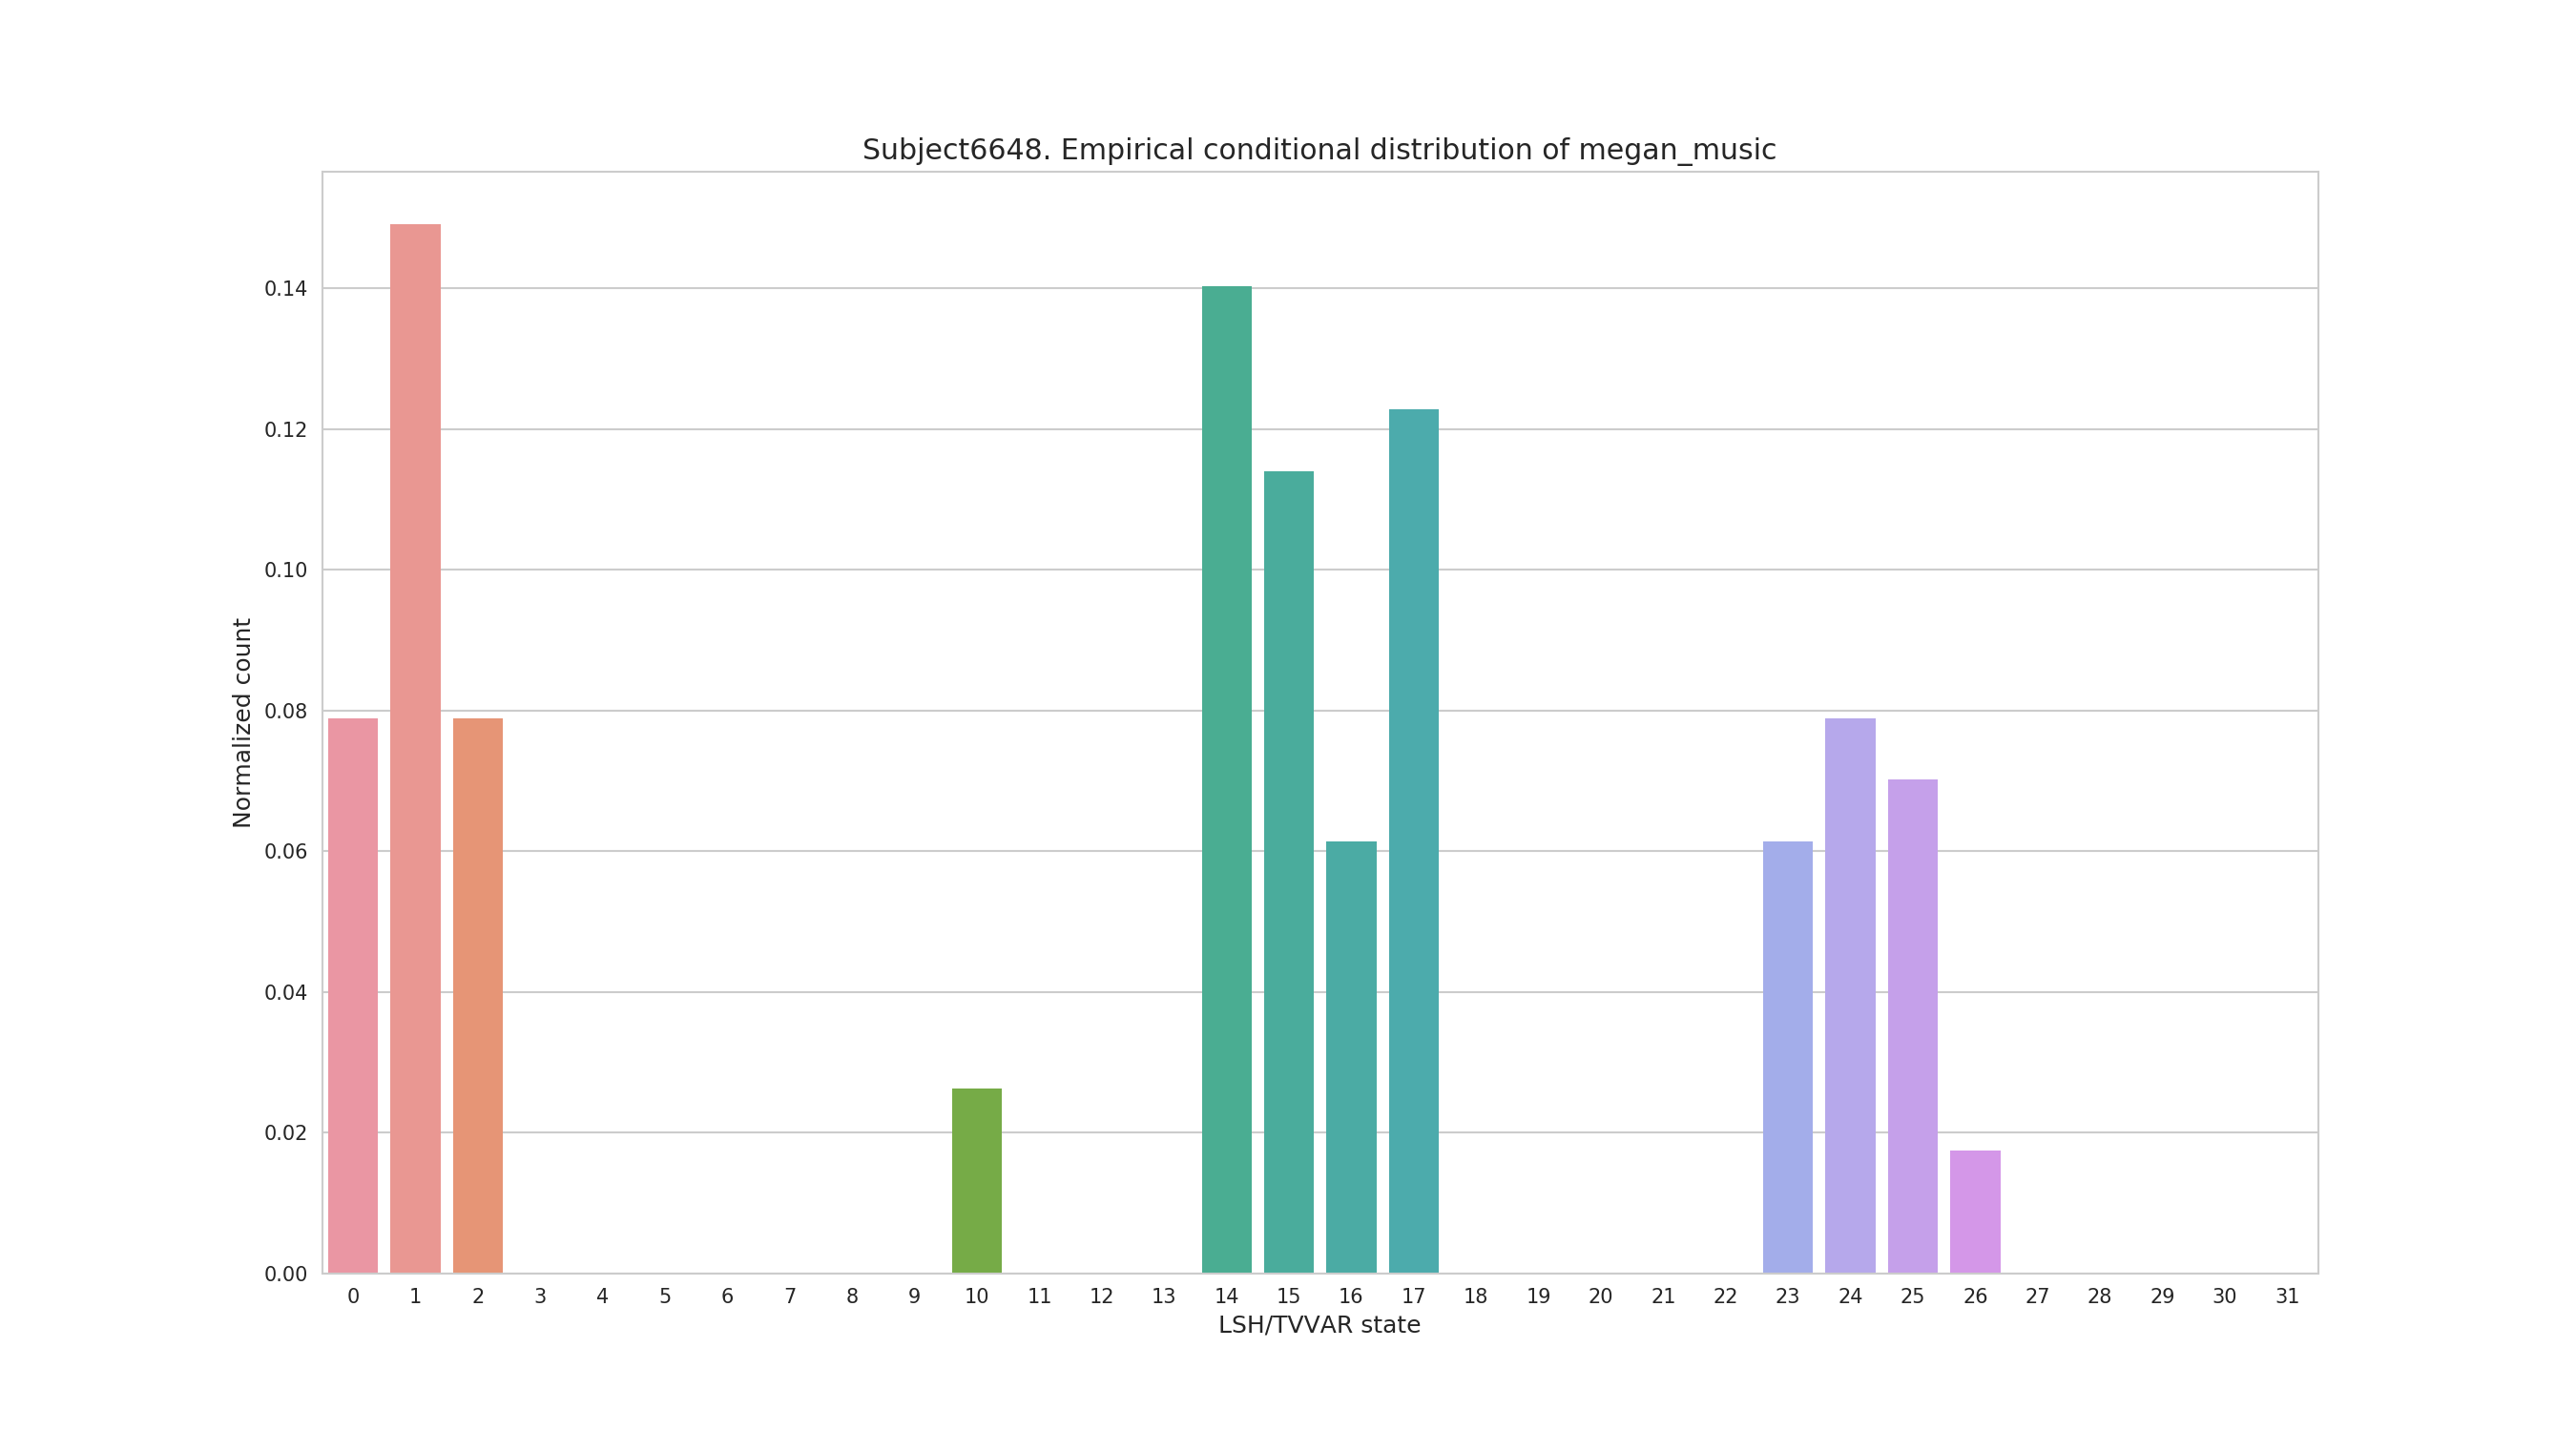 Subject6648. Empirical conditional distribution of megan_music
0.14
0.12
0.10
0.08
0.06
0.04
0.02
0.00
Normalized count
0 1 2 3 4 5 6 7 8 9 10 11 12 13 14 15 16 17 18 19 20 21 22 23 24 25 26 27 28 29 30 31
LSH/TVVAR state